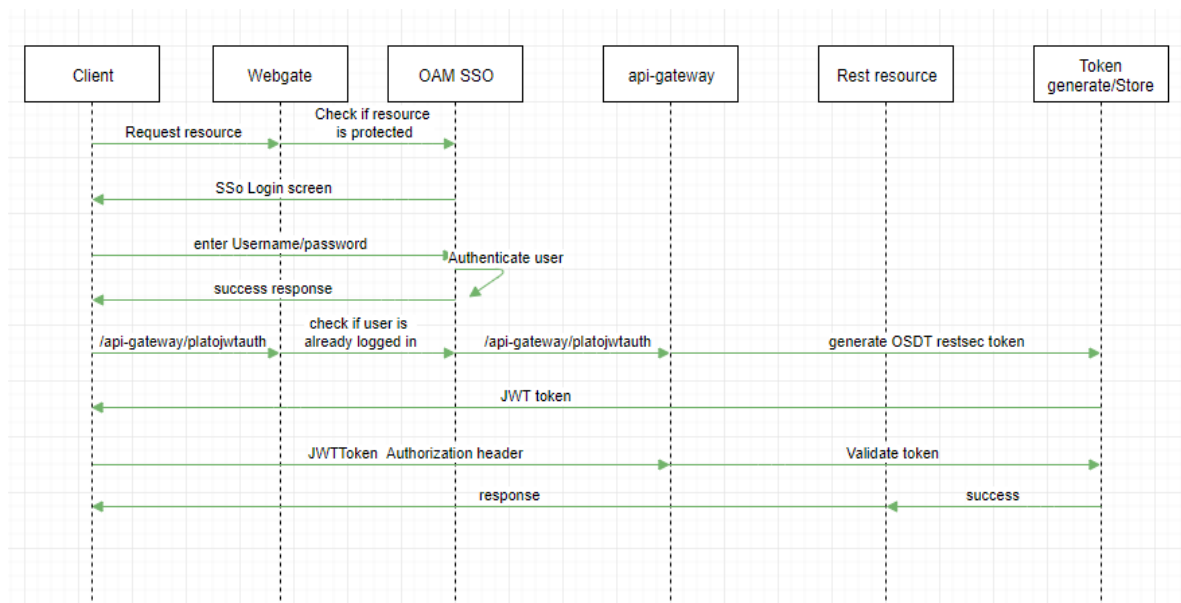 Client
Webgate
OAM SSO
api-gateway
Rest resource
Token
generate/Store
Request resource
Check if resource
is protected
SSo Login screen
enter Username/password
Authenticate user
success response
/api-gateway/platojwtauth
check if user is
already logged in
/api-gateway/platojwtauth
generate OSDT restsec token
JWT token
JWTToken Authorization header
Validate token
response
success